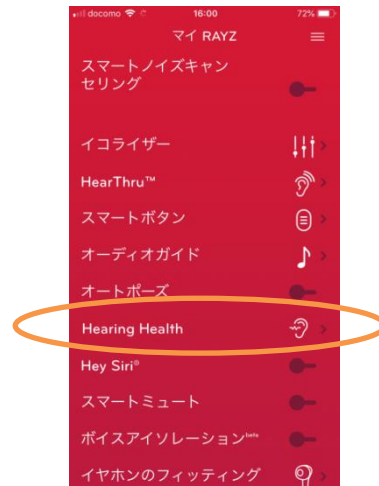 docomo 16:00 72%
マイ RAYZ
スマートノイズキャン
セリング
イコライザー
HearThru™
スマートボタン
オーディオガイド
オートポーズ
Hearing Health
Hey Siri®
スマートミュート
ボイスアイソレーション beta
イヤホンのフィッティング